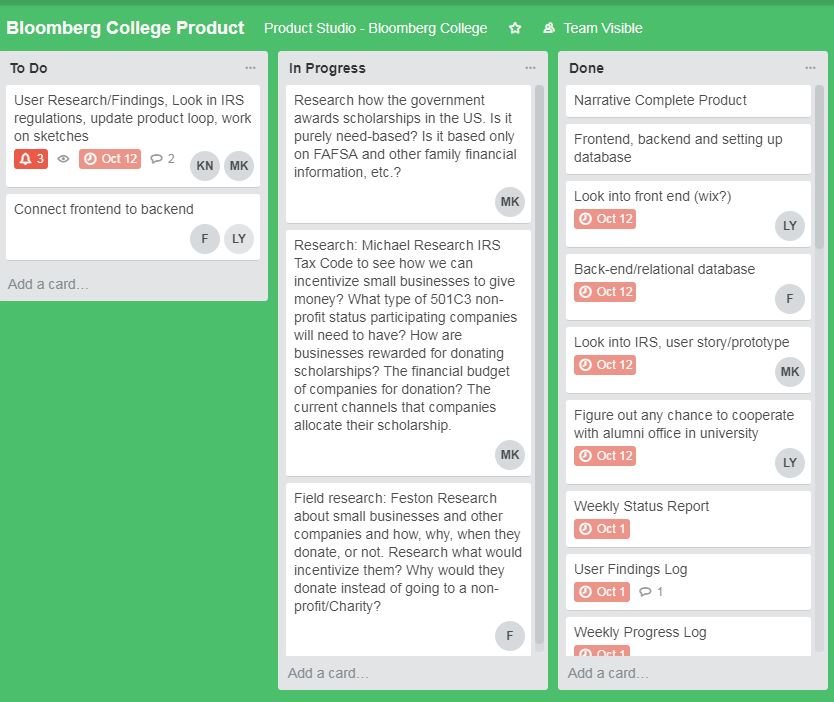 Bloomberg College Product Product Studio - Bloomberg College Team Visible
To Do
User Research/Findings, Look in IRS
regulations, update product loop, work
on sketches
3 Oct 12 2 KN MK
Connect frontend to backend
F LY
Add a card...
In Progress
Research how the government
awards scholarships in the US. Is it
purely need-based? Is it based only
on FAFSA and other family financial
information, etc.?
MK
Research: Michael Research IRS
Tax Code to see how we can
incentivize small businesses to give
money? What type of 501C3 non-
profit status participating companies
will need to have? How are
businesses rewarded for donating
scholarships? The financial budget
of companies for donation? The
current channels that companies
allocate their scholarship.
MK
Field research: Feston Research
about small businesses and other
companies and how, why, when they
donate, or not. Research what would
incentivize them? Why would they
donate instead of going to a non-
profit/Charity?
F
Add a card...
Done
Narrative Complete Product
Frontend, backend and setting up
database
Look into front end (wix?)
Oct 12 LY
Back-end/relational database
Oct 12 F
Look into IRS, user story/prototype
Oct 12 MK
Figure out any chance to cooperate
with alumni office in university
Oct 12 LY
Weekly Status Report
Oct 1
User Findings Log
Oct 1 1
Weekly Progress Log
Oct 1
Add a card...